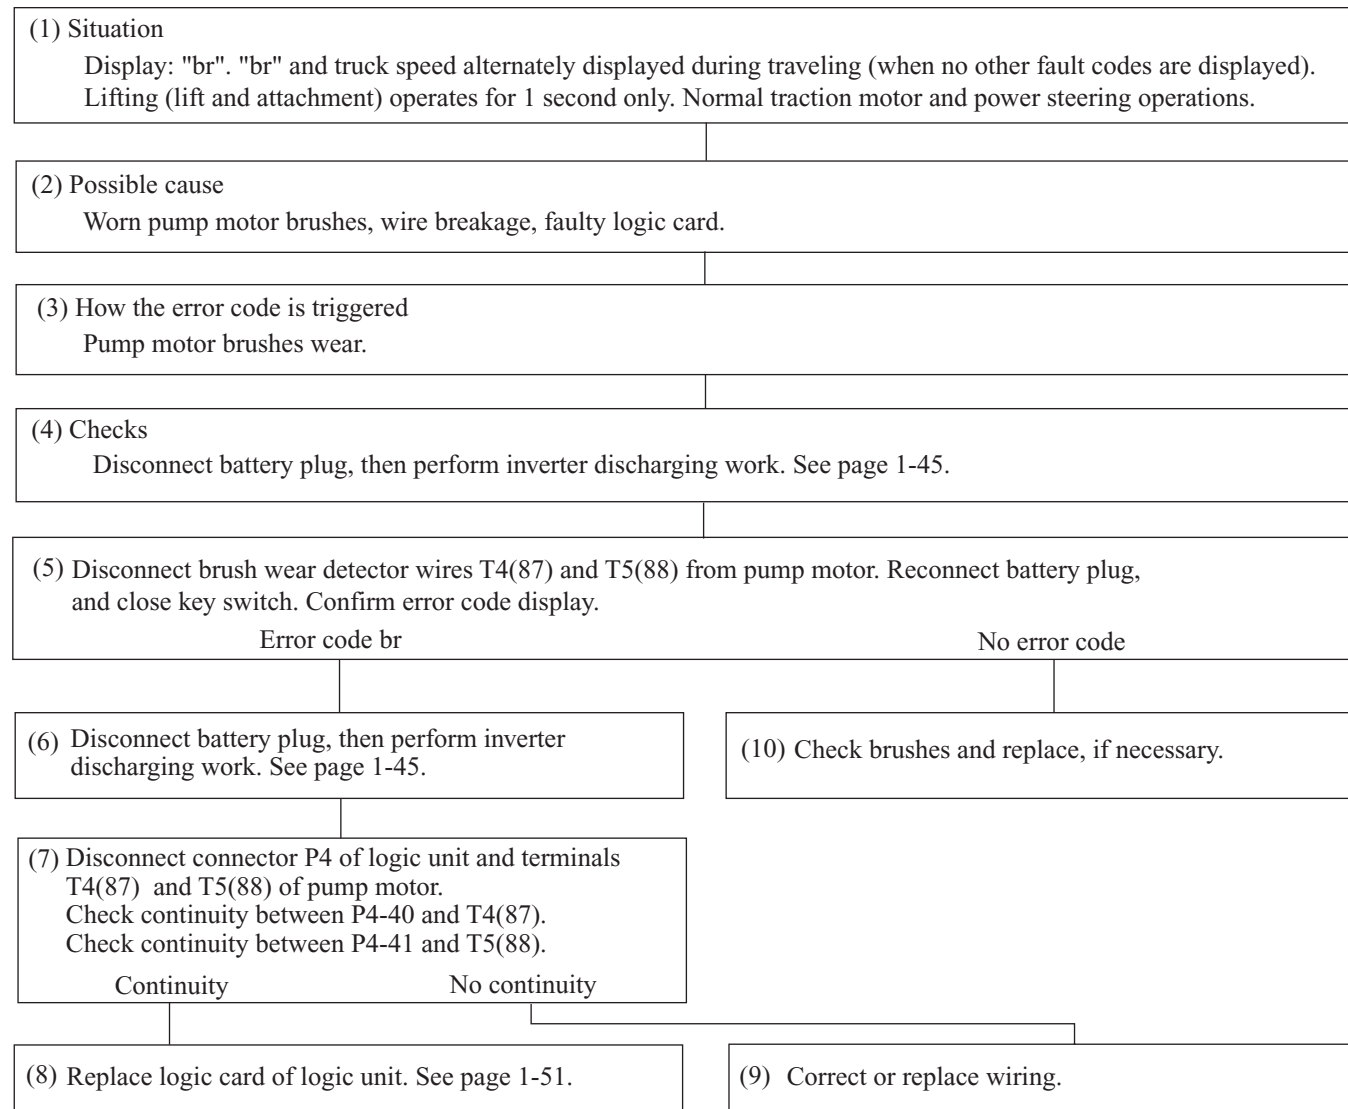 (1) Situation
Display: "br". "br" and truck speed alternately displayed during traveling (when no other fault codes are displayed).
Lifting (lift and attachment) operates for 1 second only. Normal traction motor and power steering operations.
(2) Possible cause
Worn pump motor brushes, wire breakage, faulty logic card.
(3) How the error code is triggered
Pump motor brushes wear.
(4) Checks
Disconnect battery plug, then perform inverter discharging work. See page 1-45.
(5) Disconnect brush wear detector wires T4(87) and T5(88) from pump motor. Reconnect battery plug,
and close key switch. Confirm error code display.
Error code br
No error code
(6) Disconnect battery plug, then perform inverter
discharging work. See page 1-45.
(10) Check brushes and replace, if necessary.
(7) Disconnect connector P4 of logic unit and terminals
T4(87) and T5(88) of pump motor.
Check continuity between P4-40 and T4(87).
Check continuity between P4-41 and T5(88).
Continuity
No continuity
(8) Replace logic card of logic unit. See page 1-51.
(9) Correct or replace wiring.